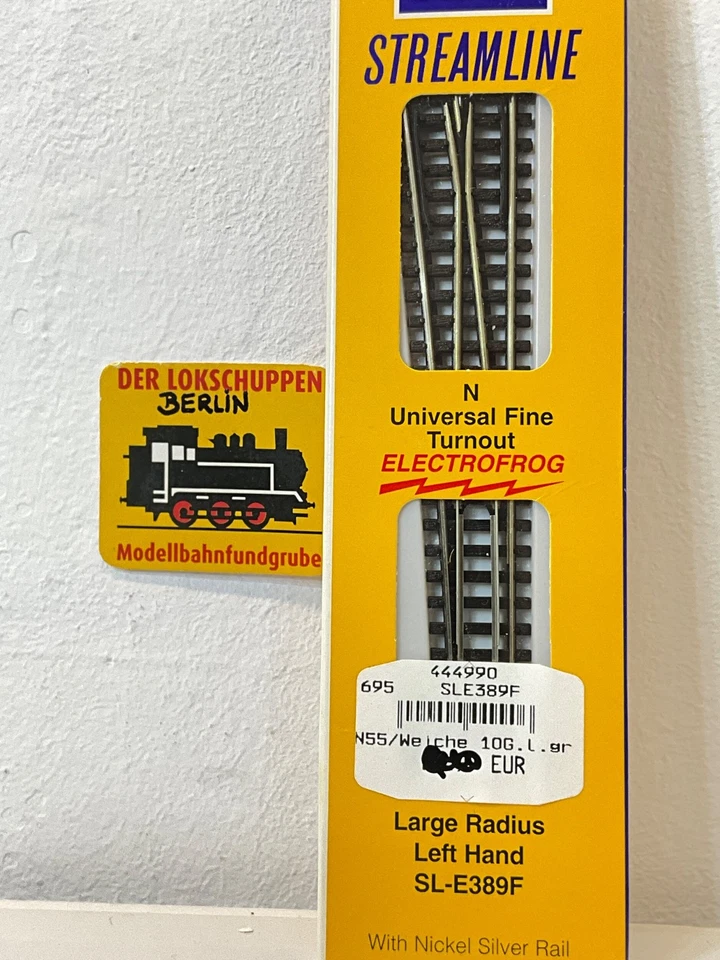 STREAMLINE
N
Universal Fine
Turnout
ELECTROFROG
DER LOKSCHUPPEN
BERLIN
Modellbahnfundgrube
444990
695 SLE389F
N55/Weiche 10G.l.gr
EUR
Large Radius
Left Hand
SL-E389F
With Nickel Silver Rail